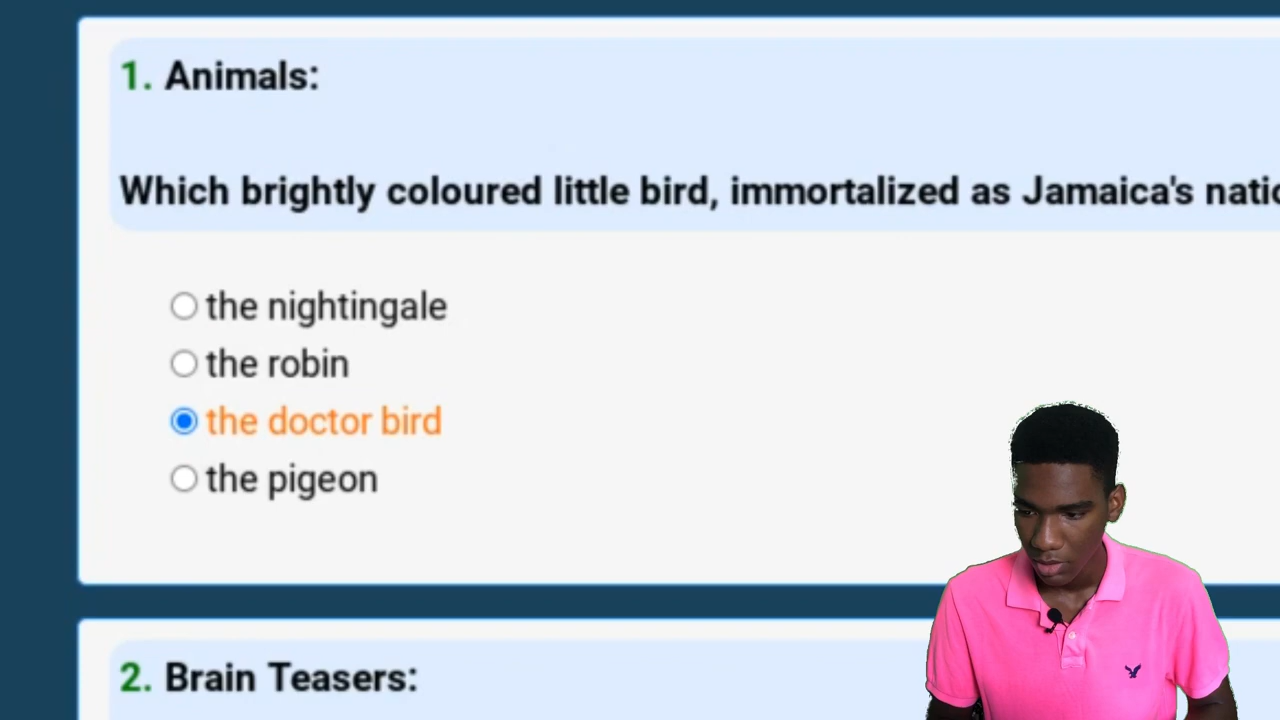 1. Animals:
Which brightly coloured little bird, immortalized as Jamaica's natio
the nightingale
the robin
the doctor bird
the pigeon
2. Brain Teasers: